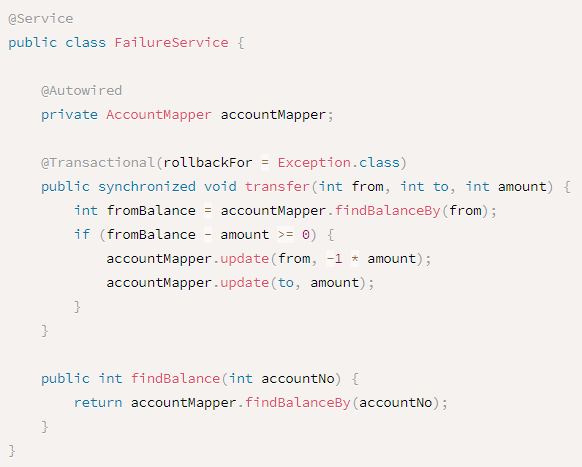 @Service
public class FailureService {

    @Autowired
    private AccountMapper accountMapper;

    @Transactional(rollbackFor = Exception.class)
    public synchronized void transfer(int from, int to, int amount) {
        int fromBalance = accountMapper.findBalanceBy(from);
        if (fromBalance - amount >= 0) {
            accountMapper.update(from, -1 * amount);
            accountMapper.update(to, amount);
        }
    }

    public int findBalance(int accountNo) {
        return accountMapper.findBalanceBy(accountNo);
    }
}